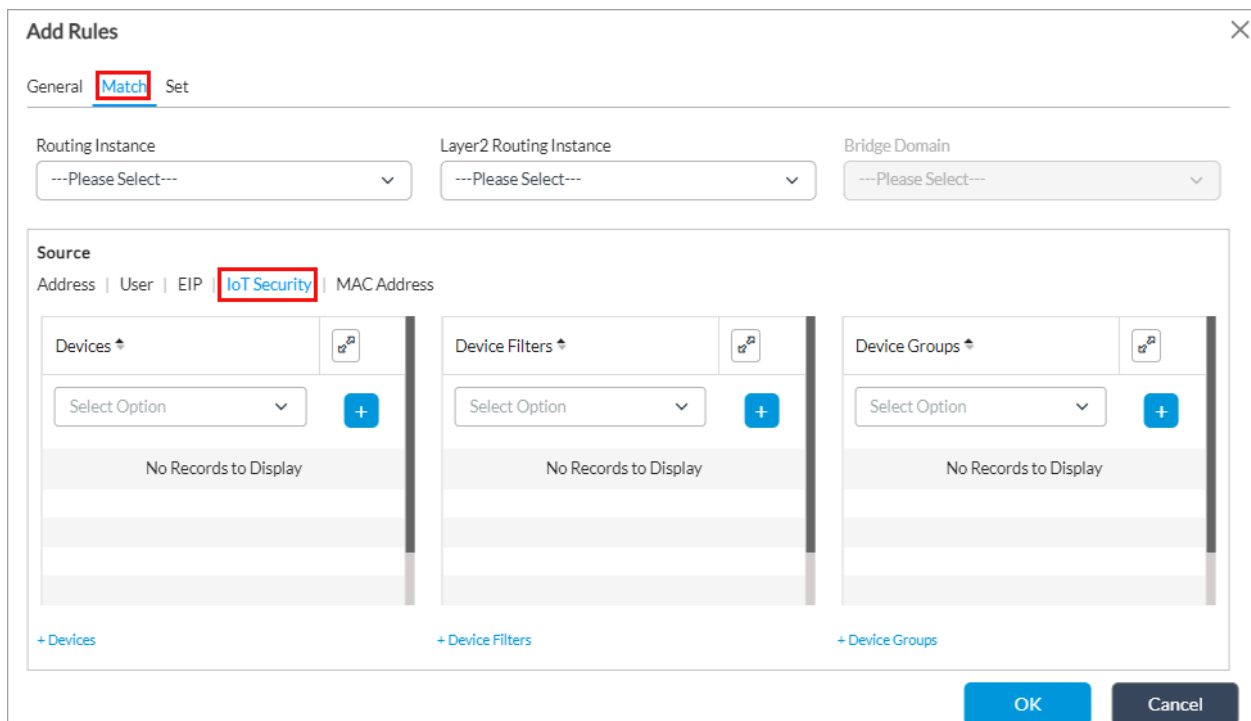 Add Rules
General Match Set
Routing Instance Layer2 Routing Instance Bridge Domain
---Please Select--- ---Please Select--- ---Please Select---
Source
Address | User | EIP | IoT Security | MAC Address
Devices Device Filters Device Groups
Select Option + Select Option + Select Option +
No Records to Display No Records to Display No Records to Display
+ Devices + Device Filters + Device Groups
OK Cancel